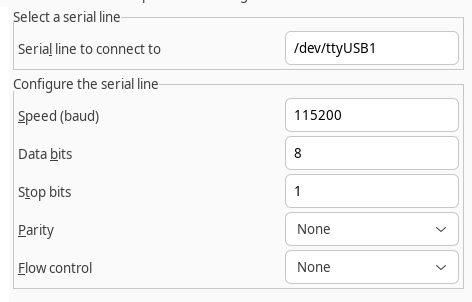 Select a serial line
Serial line to connect to /dev/ttyUSB1
Configure the serial line
Speed (baud) 115200
Data bits 8
Stop bits 1
Parity None
Flow control None